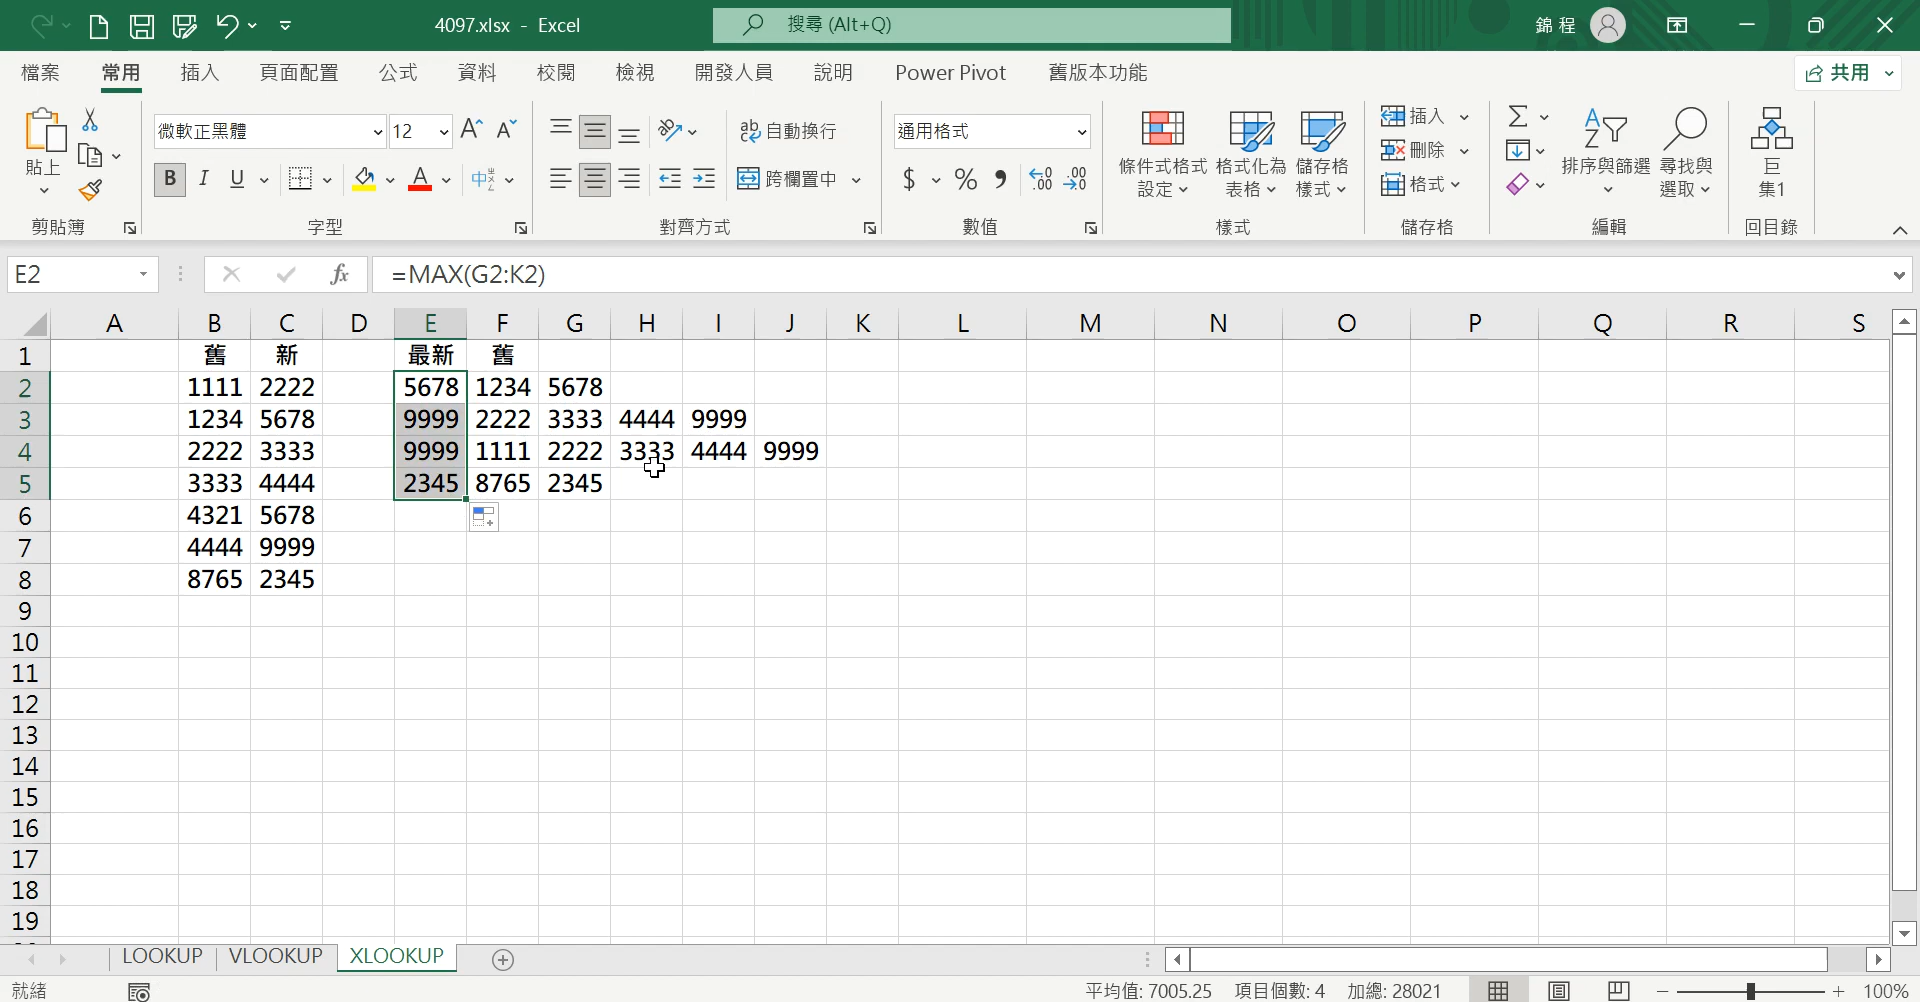 4097.xlsx - Excel
搜尋 (Alt+Q)
錦 程
檔案 常用 插入 頁面配置 公式 資料 校閱 檢視 開發人員 說明 Power Pivot 舊版本功能
共用
貼上
剪貼簿
微軟正黑體 12
B I U
字型
自動換行
跨欄置中
對齊方式
通用格式
數值
條件式格式設定
格式化為表格
儲存格樣式
樣式
插入
刪除
格式
儲存格
排序與篩選
尋找與選取
編輯
巨集1
回目錄
E2
fx
=MAX(G2:K2)
A B C D E F G H I J K L M N O P Q R S
1 舊 新 最新 舊
2 1111 2222 5678 1234 5678
3 1234 5678 9999 2222 3333 4444 9999
4 2222 3333 9999 1111 2222 3333 4444 9999
5 3333 4444 2345 8765 2345
6 4321 5678
7 4444 9999
8 8765 2345
9
10
11
12
13
14
15
16
17
18
19
LOOKUP VLOOKUP XLOOKUP
就緒
平均值: 7005.25 項目個數: 4 加總: 28021
100%